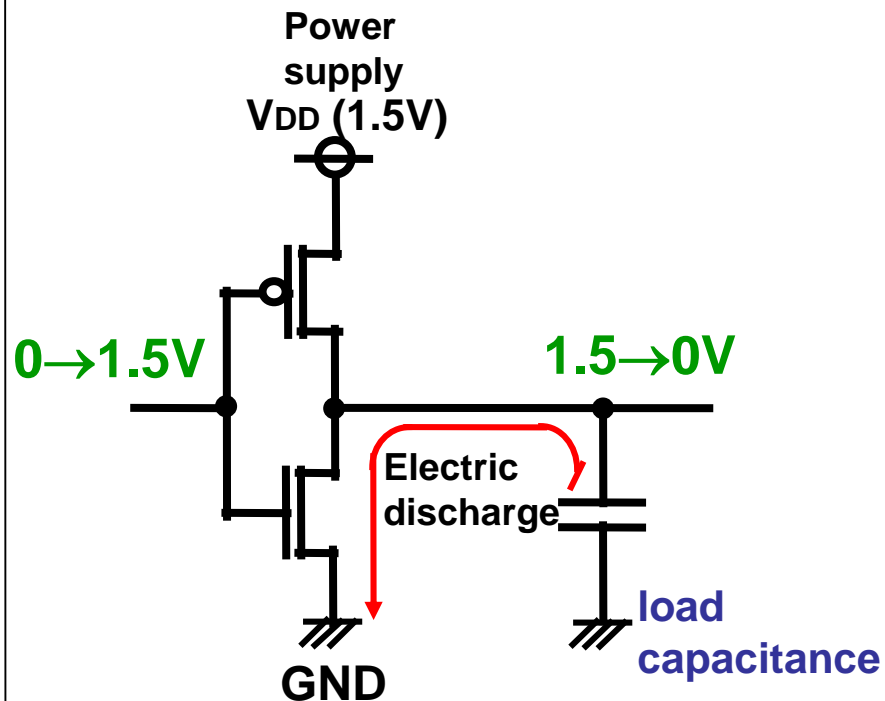 Power
supply
VDD (1.5V)
0→1.5V
1.5→0V
Electric
discharge
load
capacitance
GND